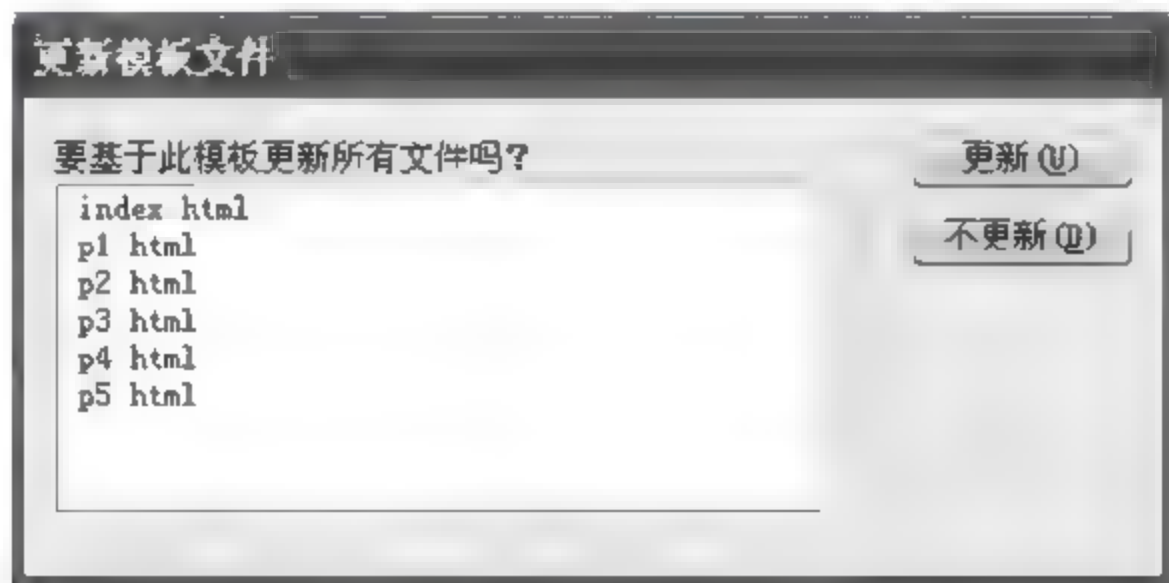 更新模板文件
要基于此模板更新所有文件吗?
index html
p1 html
p2 html
p3 html
p4 html
p5 html
更新(U)
不更新(D)